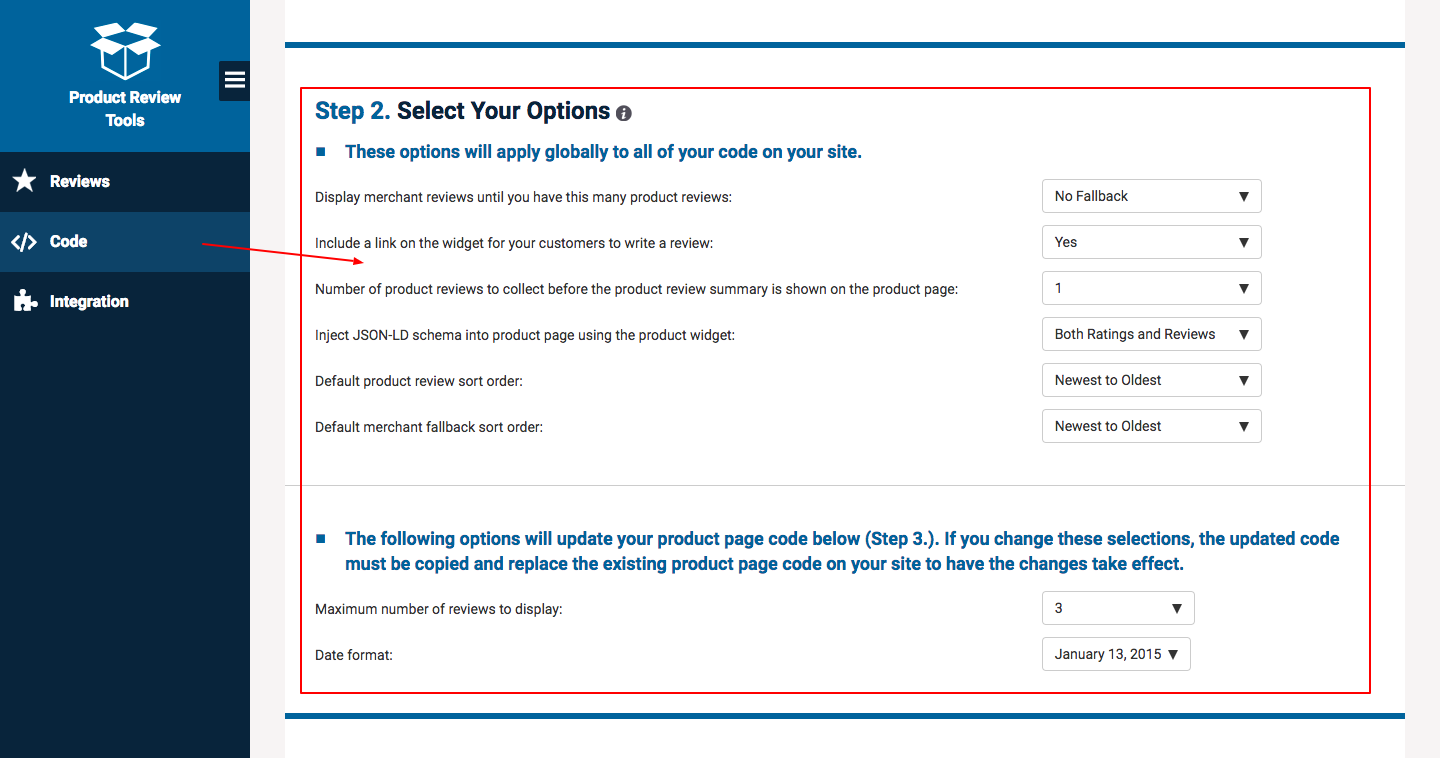 Product Review
Tools
Reviews
Code
Integration
Step 2. Select Your Options
These options will apply globally to all of your code on your site.
Display merchant reviews until you have this many product reviews:
No Fallback
Include a link on the widget for your customers to write a review:
Yes
Number of product reviews to collect before the product review summary is shown on the product page:
1
Inject JSON-LD schema into product page using the product widget:
Both Ratings and Reviews
Default product review sort order:
Newest to Oldest
Default merchant fallback sort order:
Newest to Oldest
The following options will update your product page code below (Step 3.). If you change these selections, the updated code
must be copied and replace the existing product page code on your site to have the changes take effect.
Maximum number of reviews to display:
3
Date format:
January 13, 2015